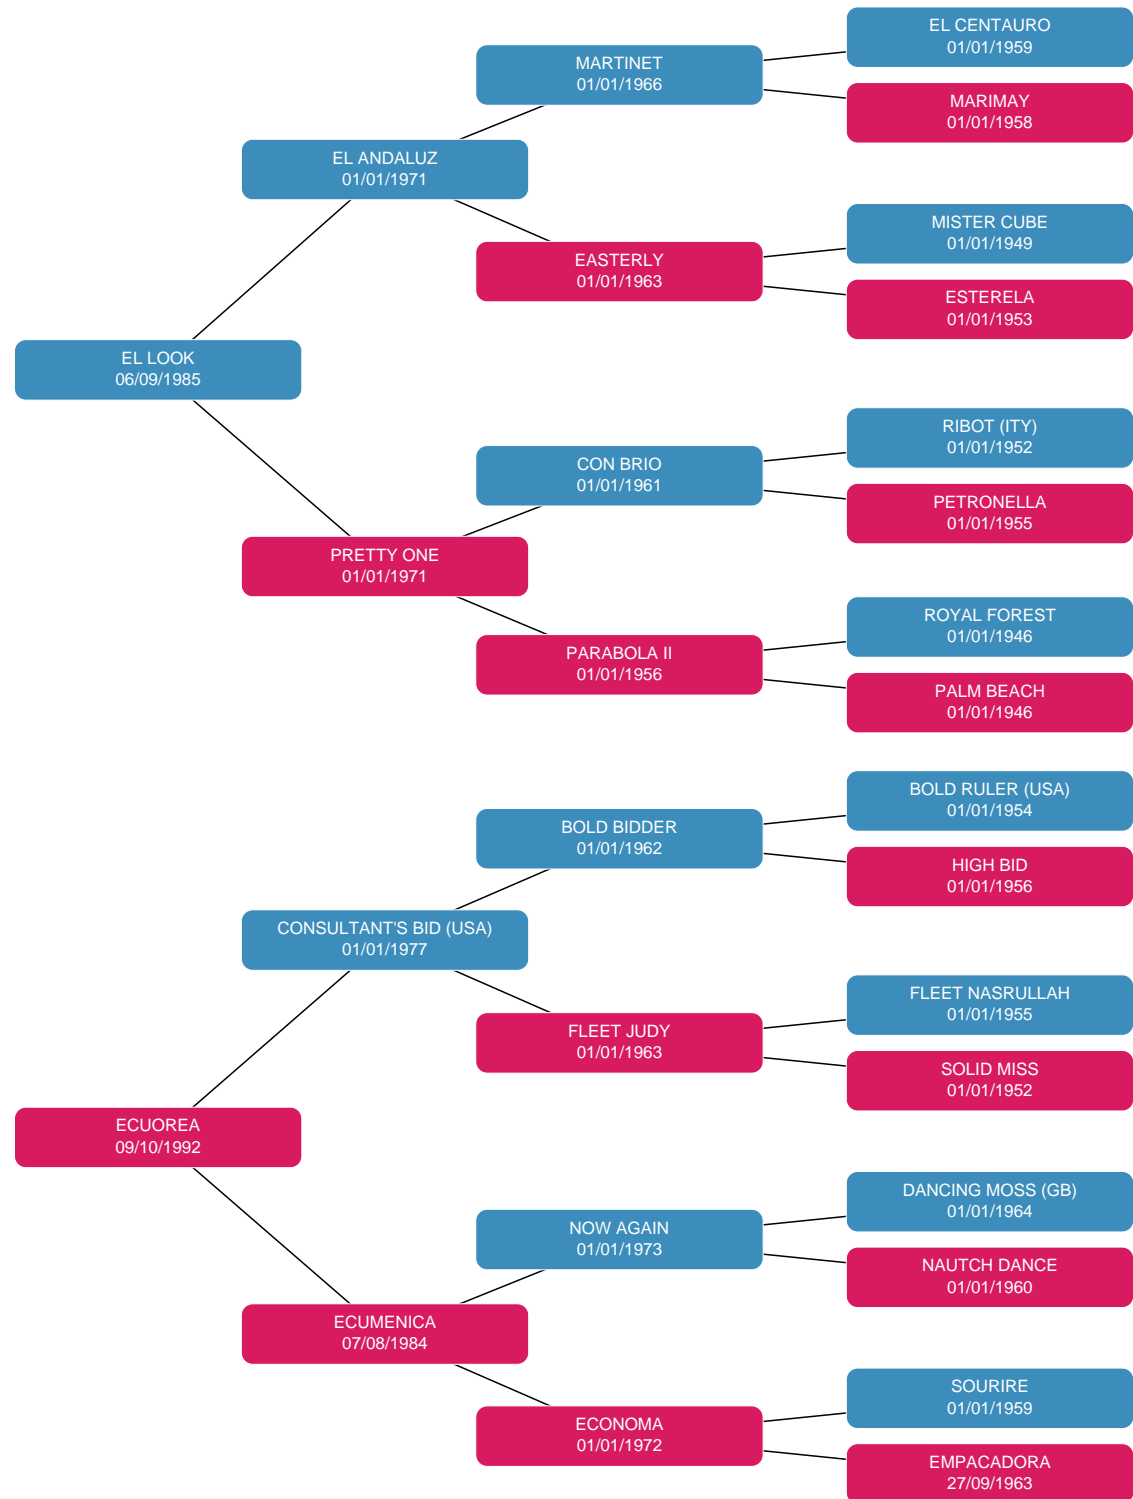 EL CENTAURO
01/01/1959
MARTINET
01/01/1966
MARIMAY
01/01/1958
EL ANDALUZ
01/01/1971
MISTER CUBE
01/01/1949
EASTERLY
01/01/1963
ESTERELA
01/01/1953
EL LOOK
06/09/1985
RIBOT (ITY)
01/01/1952
CON BRIO
01/01/1961
PETRONELLA
01/01/1955
PRETTY ONE
01/01/1971
ROYAL FOREST
01/01/1946
PARABOLA II
01/01/1956
PALM BEACH
01/01/1946
BOLD RULER (USA)
01/01/1954
BOLD BIDDER
01/01/1962
HIGH BID
01/01/1956
CONSULTANT'S BID (USA)
01/01/1977
FLEET NASRULLAH
01/01/1955
FLEET JUDY
01/01/1963
SOLID MISS
01/01/1952
ECUOREA
09/10/1992
DANCING MOSS (GB)
01/01/1964
NOW AGAIN
01/01/1973
NAUTCH DANCE
01/01/1960
ECUMENICA
07/08/1984
SOURIRE
01/01/1959
ECONOMA
01/01/1972
EMPACADORA
27/09/1963